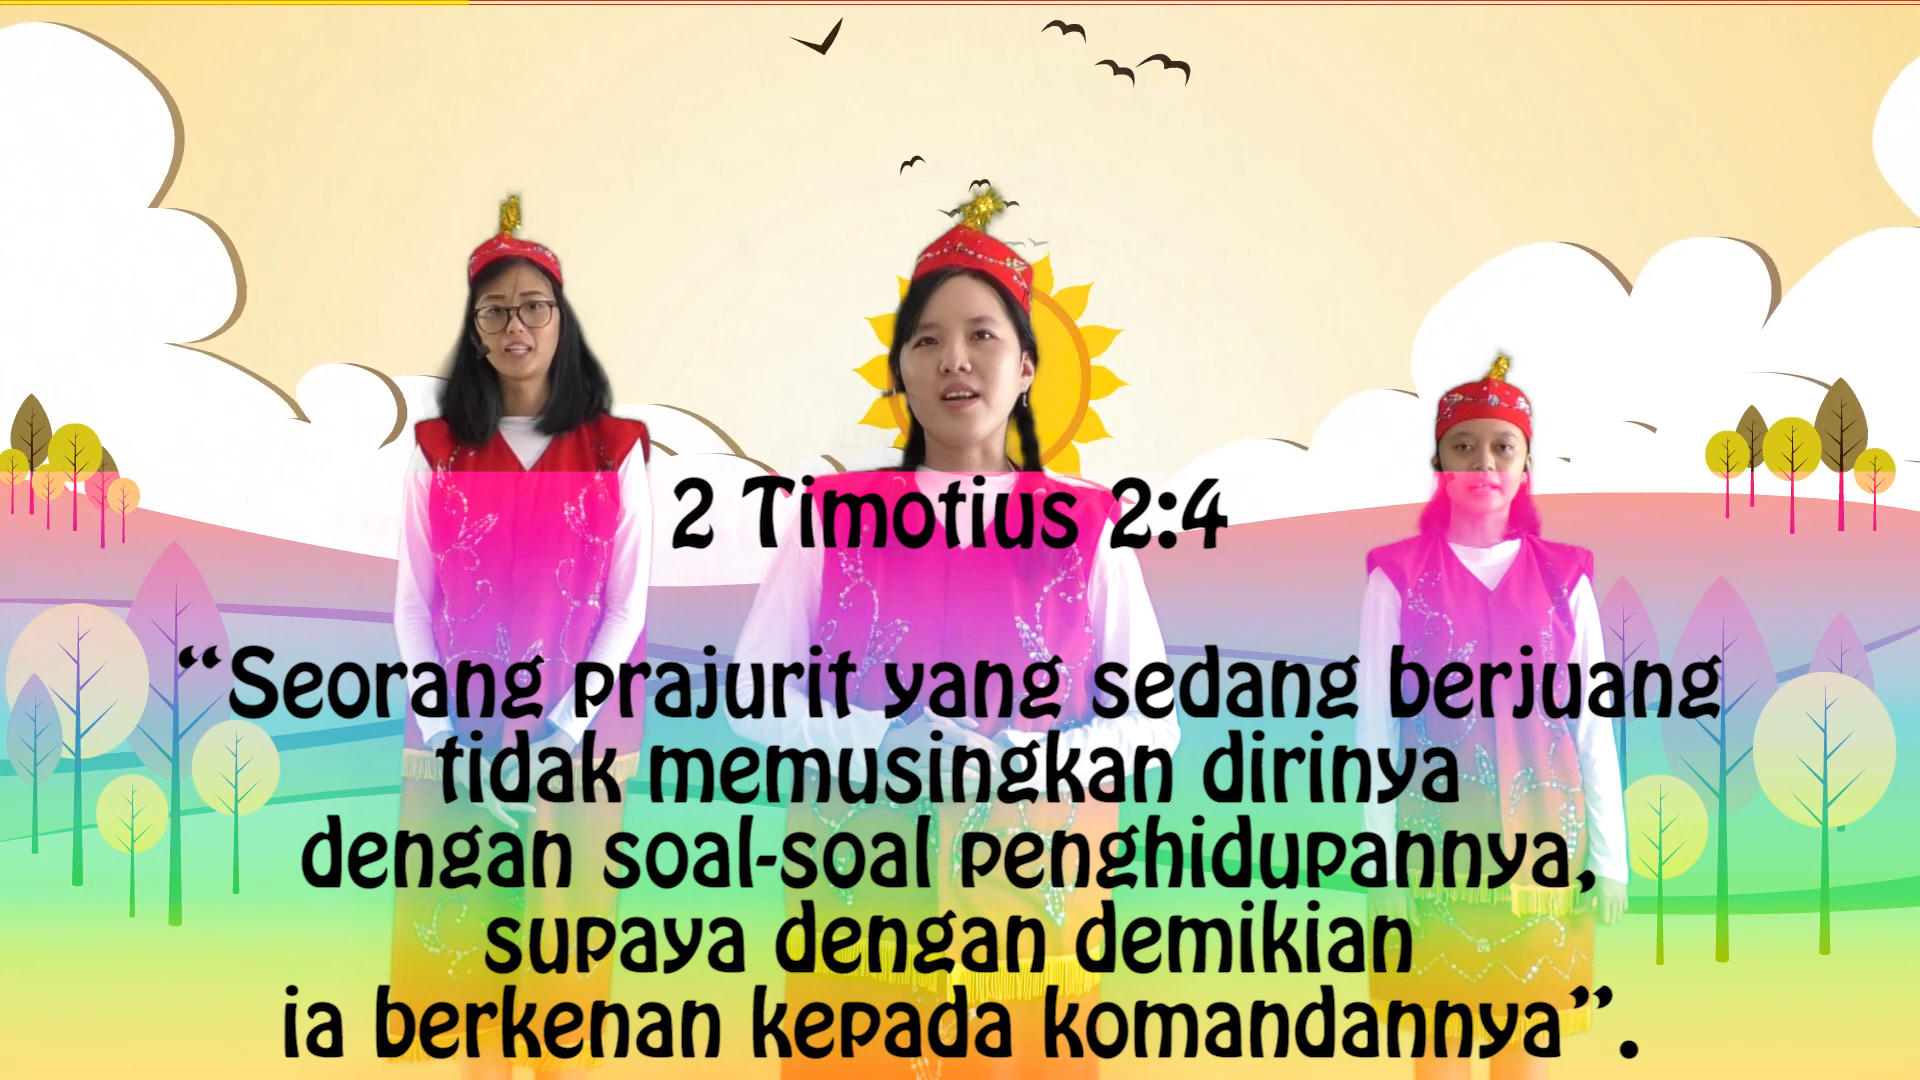 2 Timotius 2:4
“Seorang prajurit yang sedang berjuang
tidak memusingkan dirinya
dengan soal-soal penghidupannya,
supaya dengan demikian
ia berkenan kepada komandannya”.